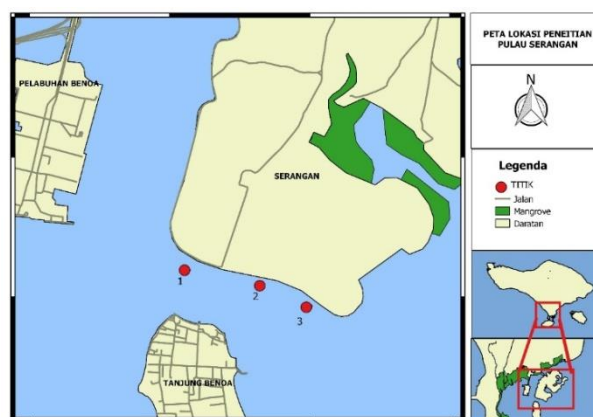 PETA LOKASI PENEITIAN
PULAU SERANGAN
N
Legenda
TITIK
Jalan
Mangrove
Daratan
PELABUHAN BENOA
SERANGAN
1
2
3
TANJUNG BENOA